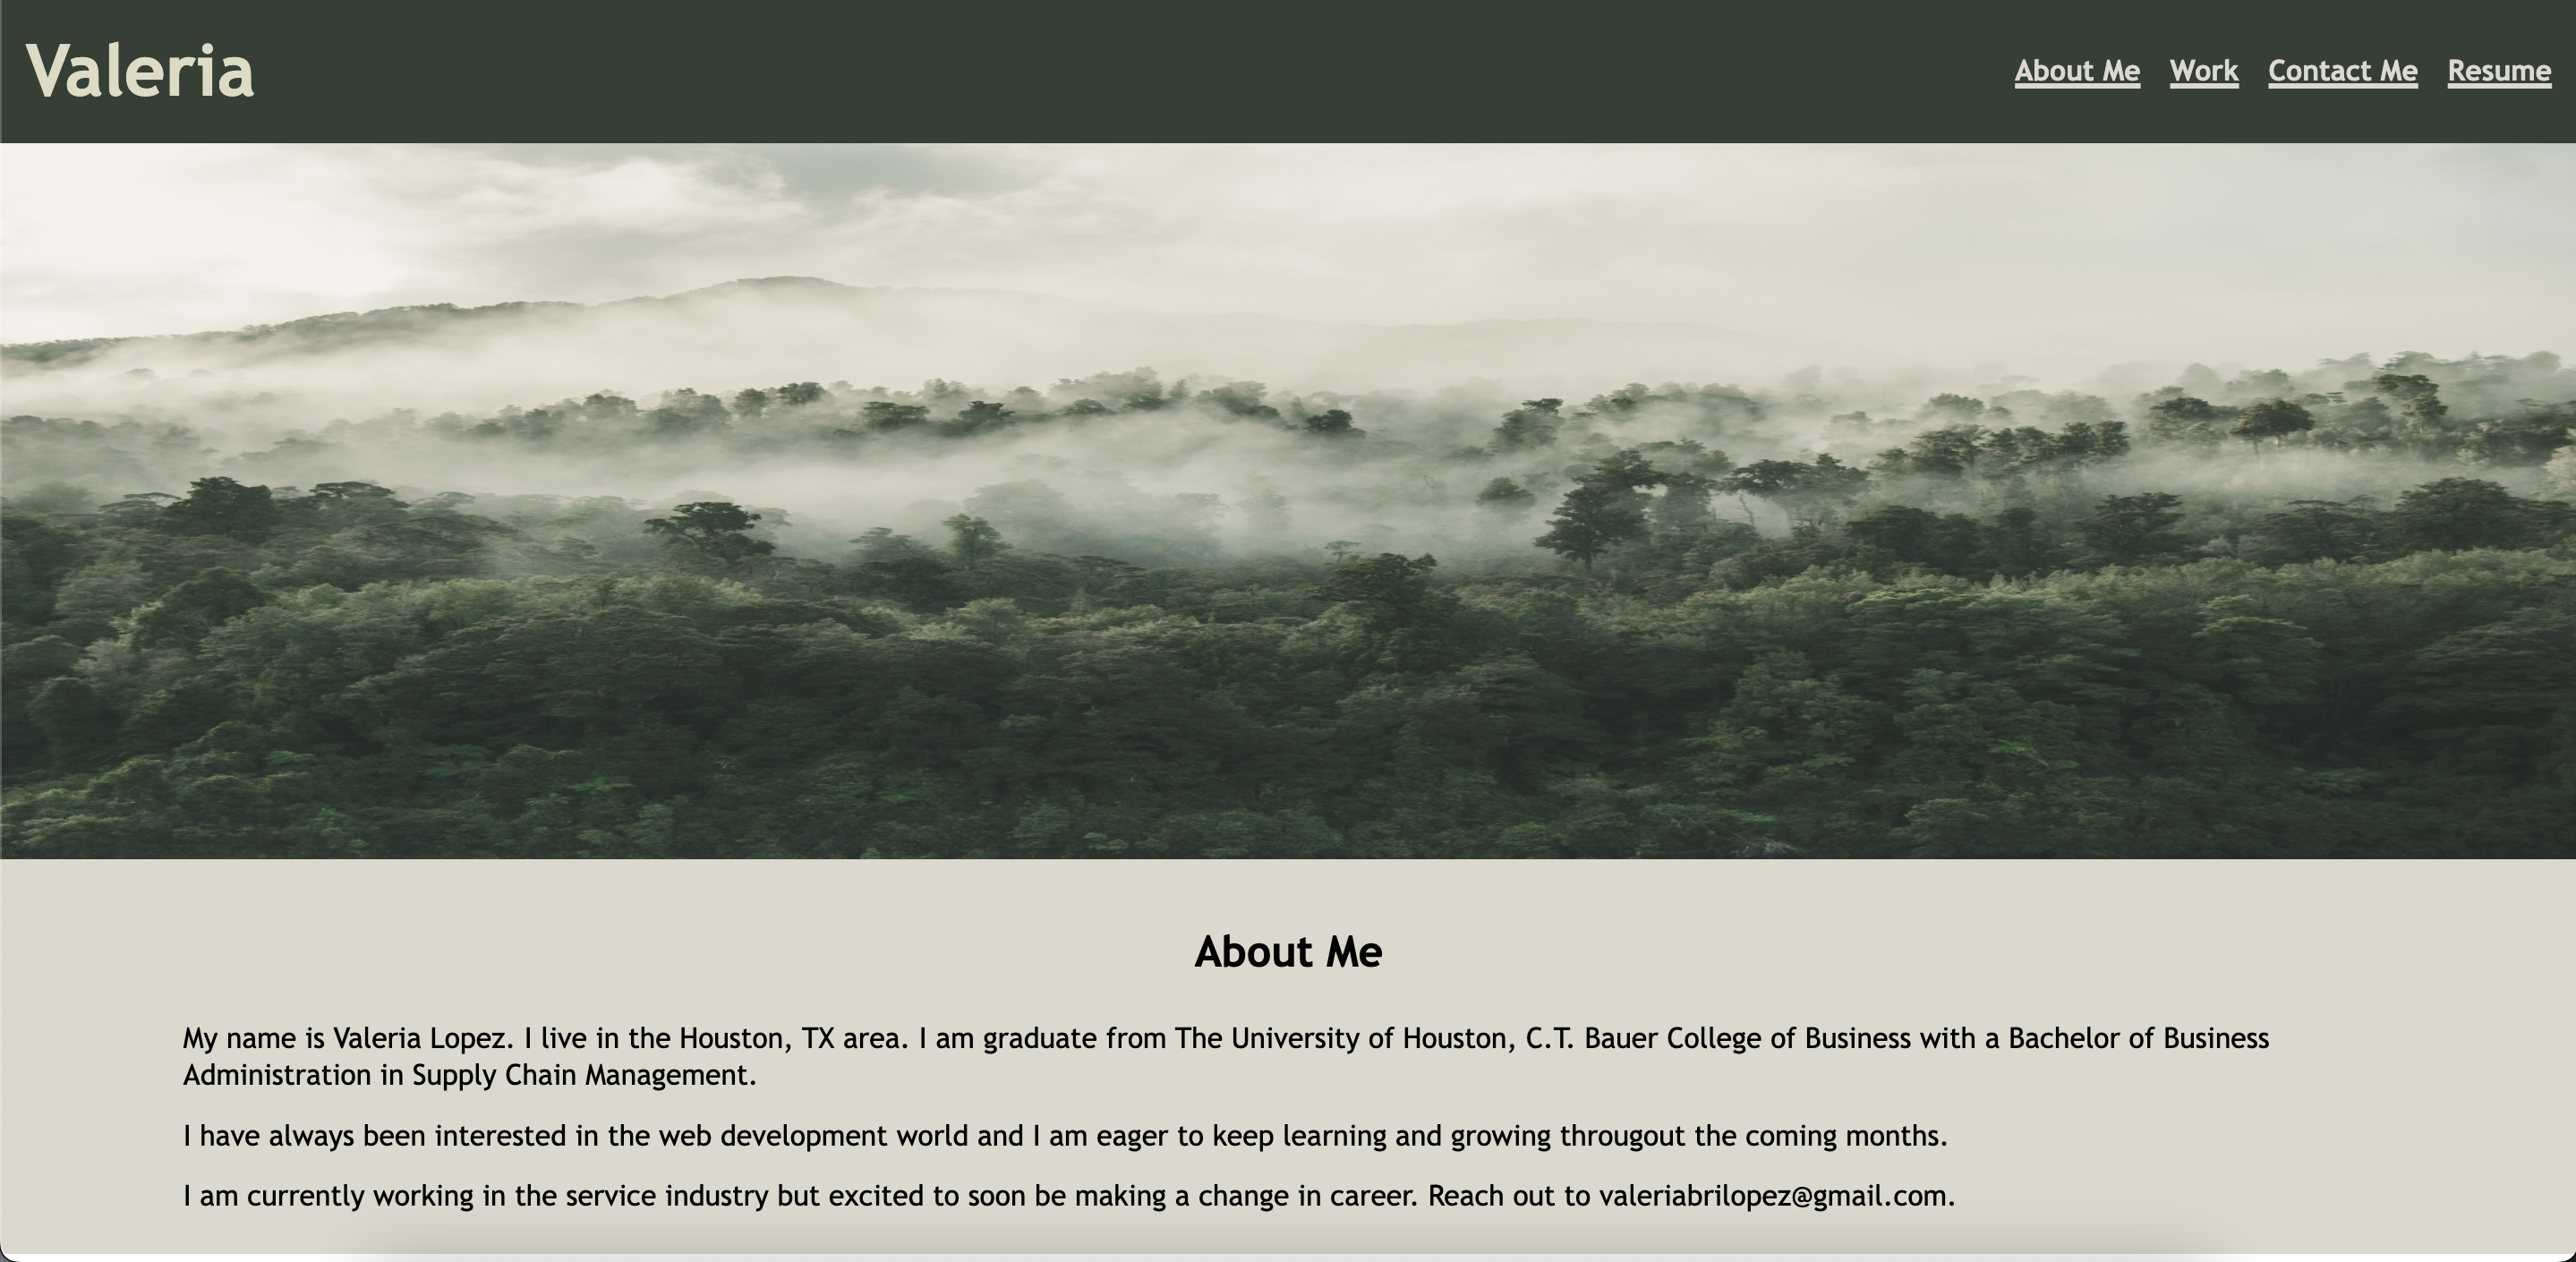 Valeria
About Me Work Contact Me Resume
About Me
My name is Valeria Lopez. I live in the Houston, TX area. I am graduate from The University of Houston, C.T. Bauer College of Business with a Bachelor of Business
Administration in Supply Chain Management.
I have always been interested in the web development world and I am eager to keep learning and growing througout the coming months.
I am currently working in the service industry but excited to soon be making a change in career. Reach out to valeriabrilopez@gmail.com.